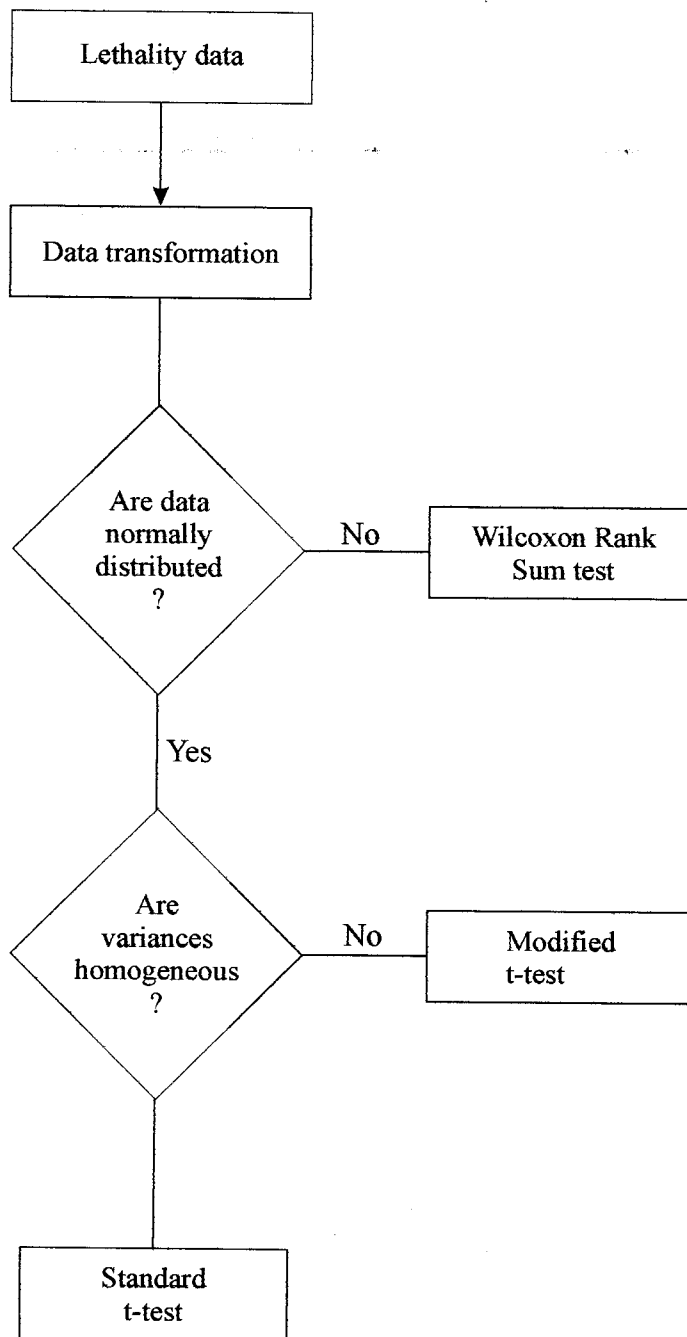 Lethality data
Data transformation
Are data
normally
distributed
?
No
Wilcoxon Rank
Sum test
Yes
Are
variances
homogeneous
?
No
Modified
t-test
Standard
t-test